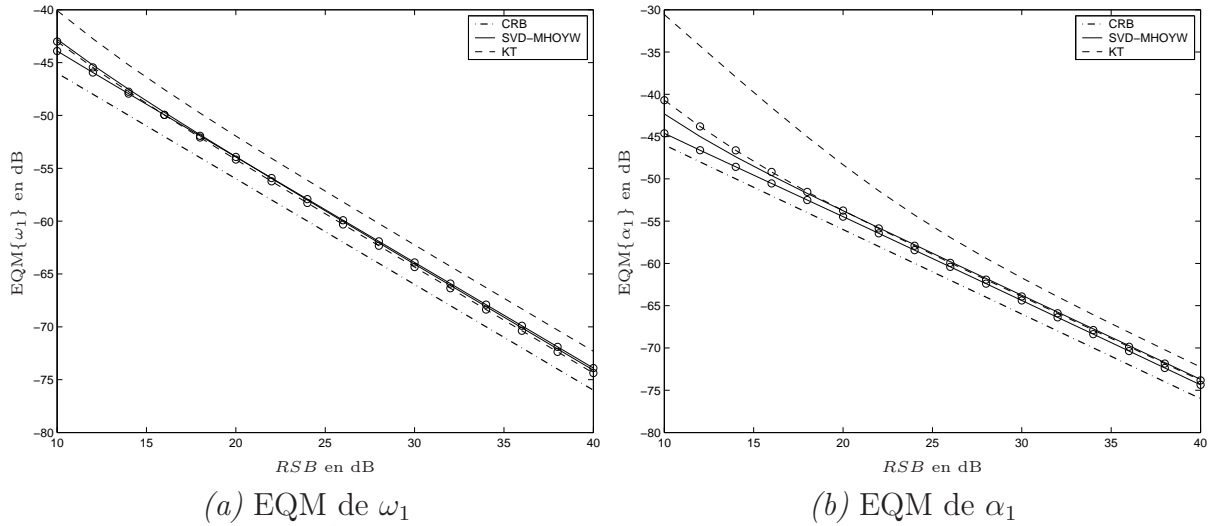 −40
−45
−50
−55
−60
−65
−70
−75
−80
10
15
20
25
30
35
40
EQM{ω₁} en dB
RSB en dB
CRB
SVD−MHOYW
KT
(a) EQM de ω₁
−30
−35
−40
−45
−50
−55
−60
−65
−70
−75
−80
10
15
20
25
30
35
40
EQM{α₁} en dB
RSB en dB
CRB
SVD−MHOYW
KT
(b) EQM de α₁